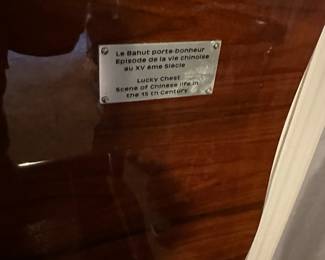 Le Bahut porte-bonheur
Episode de la vie chinoise
au XV ème Siècle
Lucky Chest
Scene of Chinese life in
the 15 th Century